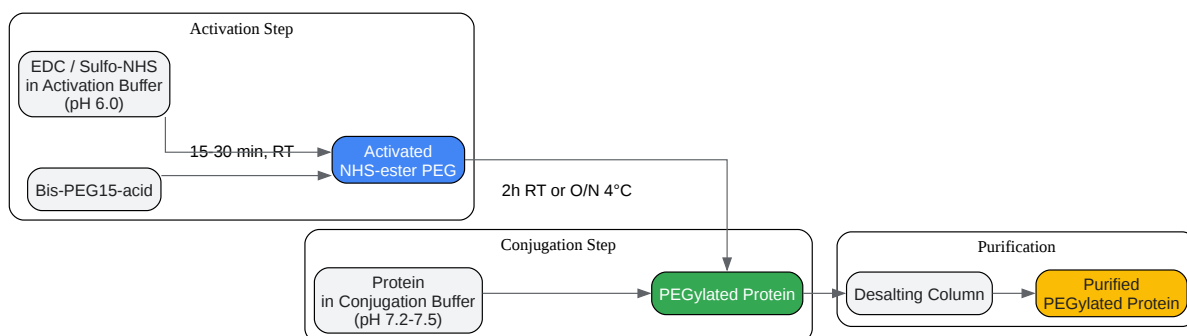 Activation Step
EDC / Sulfo-NHS
in Activation Buffer
(pH 6.0)
15-30 min, RT
Activated
NHS-ester PEG
Bis-PEG15-acid
2h RT or O/N 4°C
Conjugation Step
Protein
in Conjugation Buffer
(pH 7.2-7.5)
PEGylated Protein
Purification
Desalting Column
Purified
PEGylated Protein